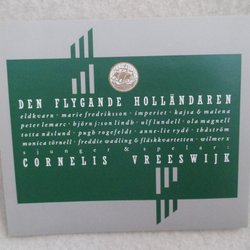 DEN FLYGANDE HOLLÄNDAREN
eldkvarn · marie fredriksson · imperiet · kajsa & malena
peter lemarc · björn j:son lindh · ulf lundell · ola magnell
totta näslund · pugh rogefeldt · anne-lie rydé · thåström
monica törnell · freddie wadling & fläskkvartetten · wilmer x
sjunger & spelar:
CORNELIS VREESWIJK